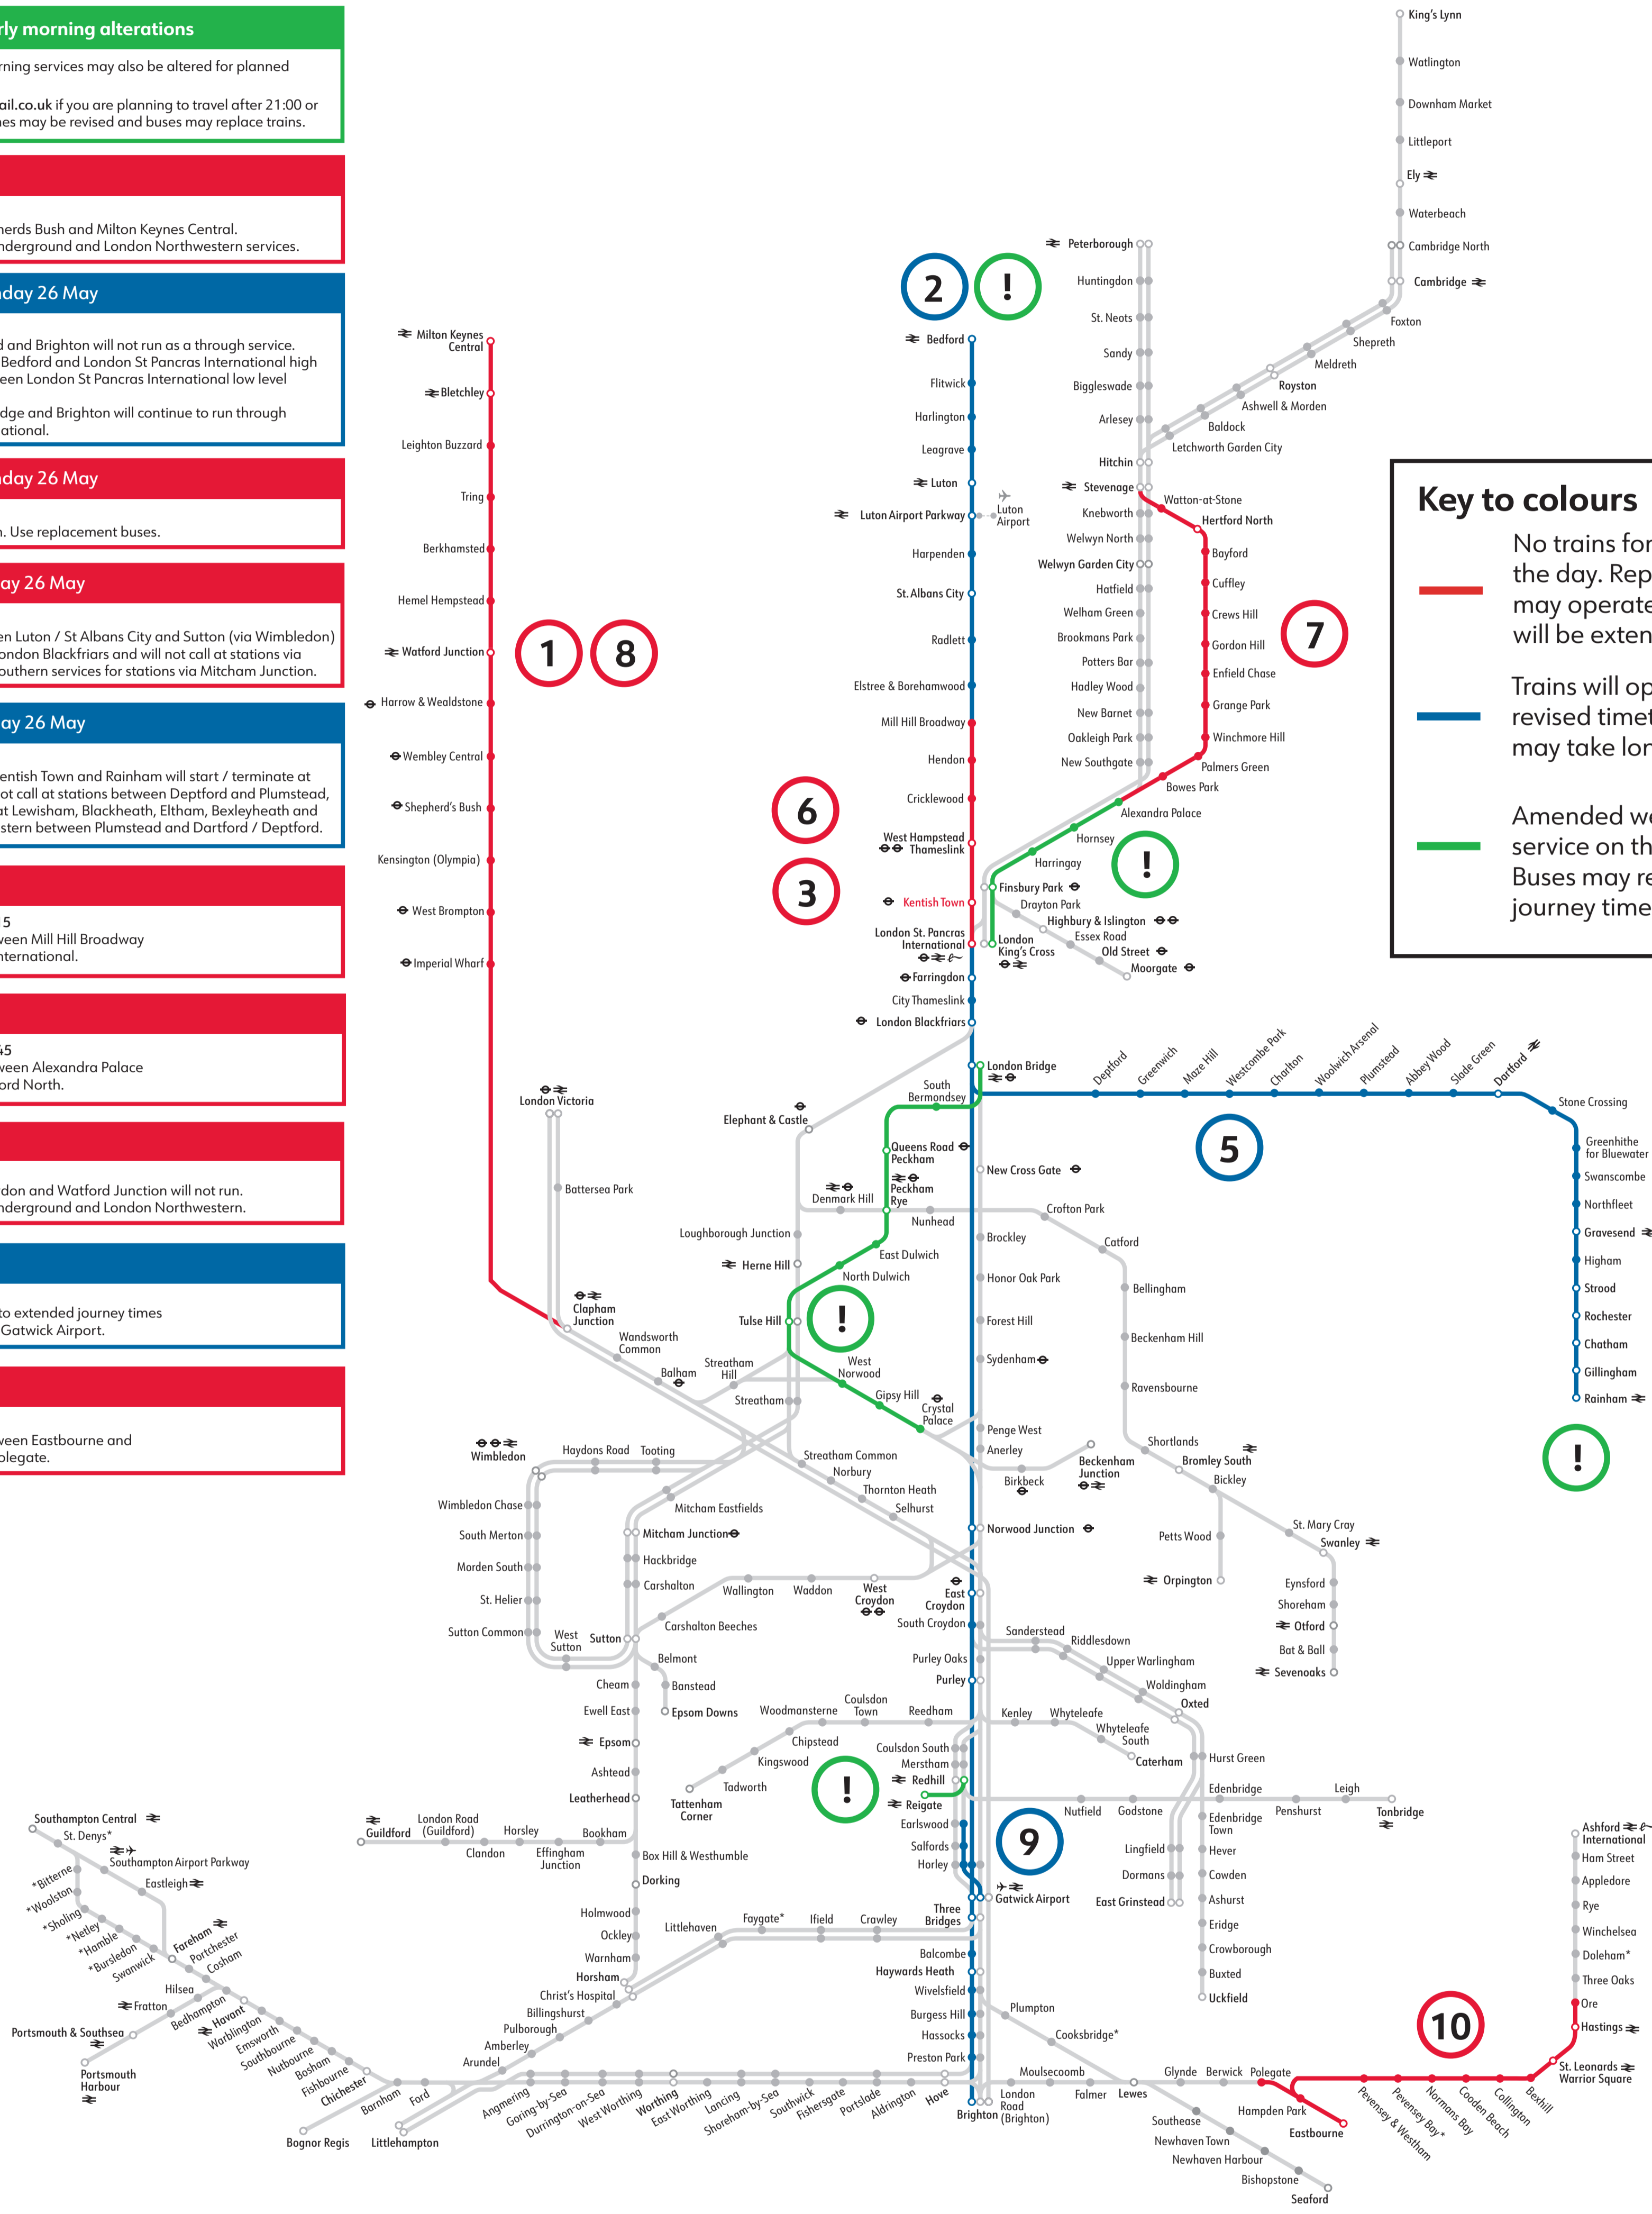 rly morning alterations
rning services may also be altered for planned
ail.co.uk if you are planning to travel after 21:00 or
nes may be revised and buses may replace trains.
herds Bush and Milton Keynes Central.
nderground and London Northwestern services.
day 26 May
d and Brighton will not run as a through service.
Bedford and London St Pancras International high
een London St Pancras International low level
dge and Brighton will continue to run through
ational.
nday 26 May
n. Use replacement buses.
ay 26 May
en Luton / St Albans City and Sutton (via Wimbledon)
ondon Blackfriars and will not call at stations via
outhern services for stations via Mitcham Junction.
ay 26 May
entish Town and Rainham will start / terminate at
ot call at stations between Deptford and Plumstead,
at Lewisham, Blackheath, Eltham, Bexleyheath and
stern between Plumstead and Dartford / Deptford.
15
ween Mill Hill Broadway
nternational.
45
ween Alexandra Palace
ord North.
don and Watford Junction will not run.
nderground and London Northwestern.
to extended journey times
Gatwick Airport.
ween Eastbourne and
olegate.
Key to colours
No trains for
the day. Rep
may operate
will be exten
Trains will op
revised timet
may take lon
Amended we
service on th
Buses may re
journey time
King's Lynn
Watlington
Downham Market
Littleport
Ely
Waterbeach
Cambridge North
Cambridge
Foxton
Shepreth
Meldreth
Royston
Ashwell & Morden
Baldock
Letchworth Garden City
Peterborough
Huntingdon
St. Neots
Sandy
Biggleswade
Arlesey
Hitchin
Stevenage
Knebworth
Welwyn North
Welwyn Garden City
Hatfield
Welham Green
Brookmans Park
Potters Bar
Hadley Wood
New Barnet
Oakleigh Park
New Southgate
Watton-at-Stone
Hertford North
Bayford
Cuffley
Crews Hill
Gordon Hill
Enfield Chase
Grange Park
Winchmore Hill
Palmers Green
Bowes Park
Alexandra Palace
Hornsey
Harringay
Finsbury Park
Drayton Park
Highbury & Islington
Essex Road
Old Street
Moorgate
London
King's Cross
7
!
2
!
Bedford
Flitwick
Harlington
Leagrave
Luton
Luton Airport Parkway
Luton
Airport
Harpenden
St. Albans City
Radlett
Elstree & Borehamwood
Mill Hill Broadway
Hendon
Cricklewood
West Hampstead
Thameslink
Kentish Town
London St. Pancras
International
Farringdon
City Thameslink
London Blackfriars
6
3
Milton Keynes
Central
Bletchley
Leighton Buzzard
Tring
Berkhamsted
Hemel Hempstead
Watford Junction
1
8
Harrow & Wealdstone
Wembley Central
Shepherd's Bush
Kensington (Olympia)
West Brompton
Imperial Wharf
London Victoria
Battersea Park
Clapham
Junction
Wandsworth
Common
Balham
Streatham
Hill
Streatham
London Bridge
South
Bermondsey
Elephant & Castle
Queens Road
Peckham
Peckham
Rye
Denmark Hill
Nunhead
Loughborough Junction
Herne Hill
East Dulwich
North Dulwich
Tulse Hill
!
West
Norwood
Gipsy Hill
Crystal
Palace
New Cross Gate
Brockley
Honor Oak Park
Forest Hill
Sydenham
Penge West
Anerley
Birkbeck
Beckenham
Junction
Crofton Park
Catford
Bellingham
Beckenham Hill
Ravensbourne
Shortlands
Bromley South
Bickley
Petts Wood
Orpington
St. Mary Cray
Swanley
Eynsford
Shoreham
Otford
Bat & Ball
Sevenoaks
Deptford
Greenwich
Maze Hill
Westcombe Park
Charlton
Woolwich Arsenal
Plumstead
Abbey Wood
Slade Green
Dartford
5
Stone Crossing
Greenhithe
for Bluewater
Swanscombe
Northfleet
Gravesend
Higham
Strood
Rochester
Chatham
Gillingham
Rainham
!
Wimbledon
Haydons Road
Tooting
Wimbledon Chase
South Merton
Morden South
St. Helier
Sutton Common
West
Sutton
Sutton
Mitcham Eastfields
Mitcham Junction
Hackbridge
Carshalton
Carshalton Beeches
Wallington
Waddon
West
Croydon
Streatham Common
Norbury
Thornton Heath
Selhurst
Norwood Junction
East
Croydon
South Croydon
Purley Oaks
Purley
Belmont
Banstead
Epsom Downs
Cheam
Ewell East
Epsom
Ashtead
Leatherhead
Bookham
Effingham
Junction
Horsley
Clandon
London Road
(Guildford)
Guildford
Box Hill & Westhumble
Dorking
Holmwood
Ockley
Warnham
Horsham
Christ's Hospital
Billingshurst
Pulborough
Amberley
Arundel
Littlehaven
Faygate*
Ifield
Crawley
Tattenham
Corner
Tadworth
Kingswood
Chipstead
Woodmansterne
Coulsdon
Town
Reedham
Kenley
Whyteleafe
Whyteleafe
South
Caterham
Sanderstead
Riddlesdown
Upper Warlingham
Woldingham
Oxted
Hurst Green
Edenbridge
Town
Hever
Cowden
Ashurst
Eridge
Crowborough
Buxted
Uckfield
Lingfield
Dormans
East Grinstead
Coulsdon South
Merstham
Redhill
Reigate
!
Nutfield
Godstone
Edenbridge
Penshurst
Leigh
Tonbridge
Earlswood
Salfords
Horley
9
Gatwick Airport
Three
Bridges
Balcombe
Haywards Heath
Wivelsfield
Burgess Hill
Hassocks
Preston Park
Brighton
Plumpton
Cooksbridge*
London
Road
(Brighton)
Moulsecoomb
Falmer
Lewes
Glynde
Berwick
Polegate
Hampden Park
Eastbourne
Southease
Newhaven Town
Newhaven Harbour
Bishopstone
Seaford
Pevensey & Westham
Pevensey Bay*
Normans Bay
Cooden Beach
Collington
Bexhill
10
St. Leonards
Warrior Square
Hastings
Ore
Three Oaks
Doleham*
Winchelsea
Rye
Appledore
Ham Street
Ashford
International
Southampton Central
St. Denys*
Southampton Airport Parkway
Eastleigh
*Bitterne
*Woolston
*Sholing
*Netley
*Hamble
*Bursledon
Swanwick
Fareham
Portchester
Cosham
Hilsea
Fratton
Portsmouth & Southsea
Portsmouth
Harbour
Bedhampton
Havant
Warblington
Emsworth
Southbourne
Nutbourne
Bosham
Fishbourne
Chichester
Barnham
Ford
Bognor Regis
Littlehampton
Angmering
Goring-by-Sea
Durrington-on-Sea
West Worthing
Worthing
East Worthing
Lancing
Shoreham-by-Sea
Southwick
Fishersgate
Portslade
Aldrington
Hove